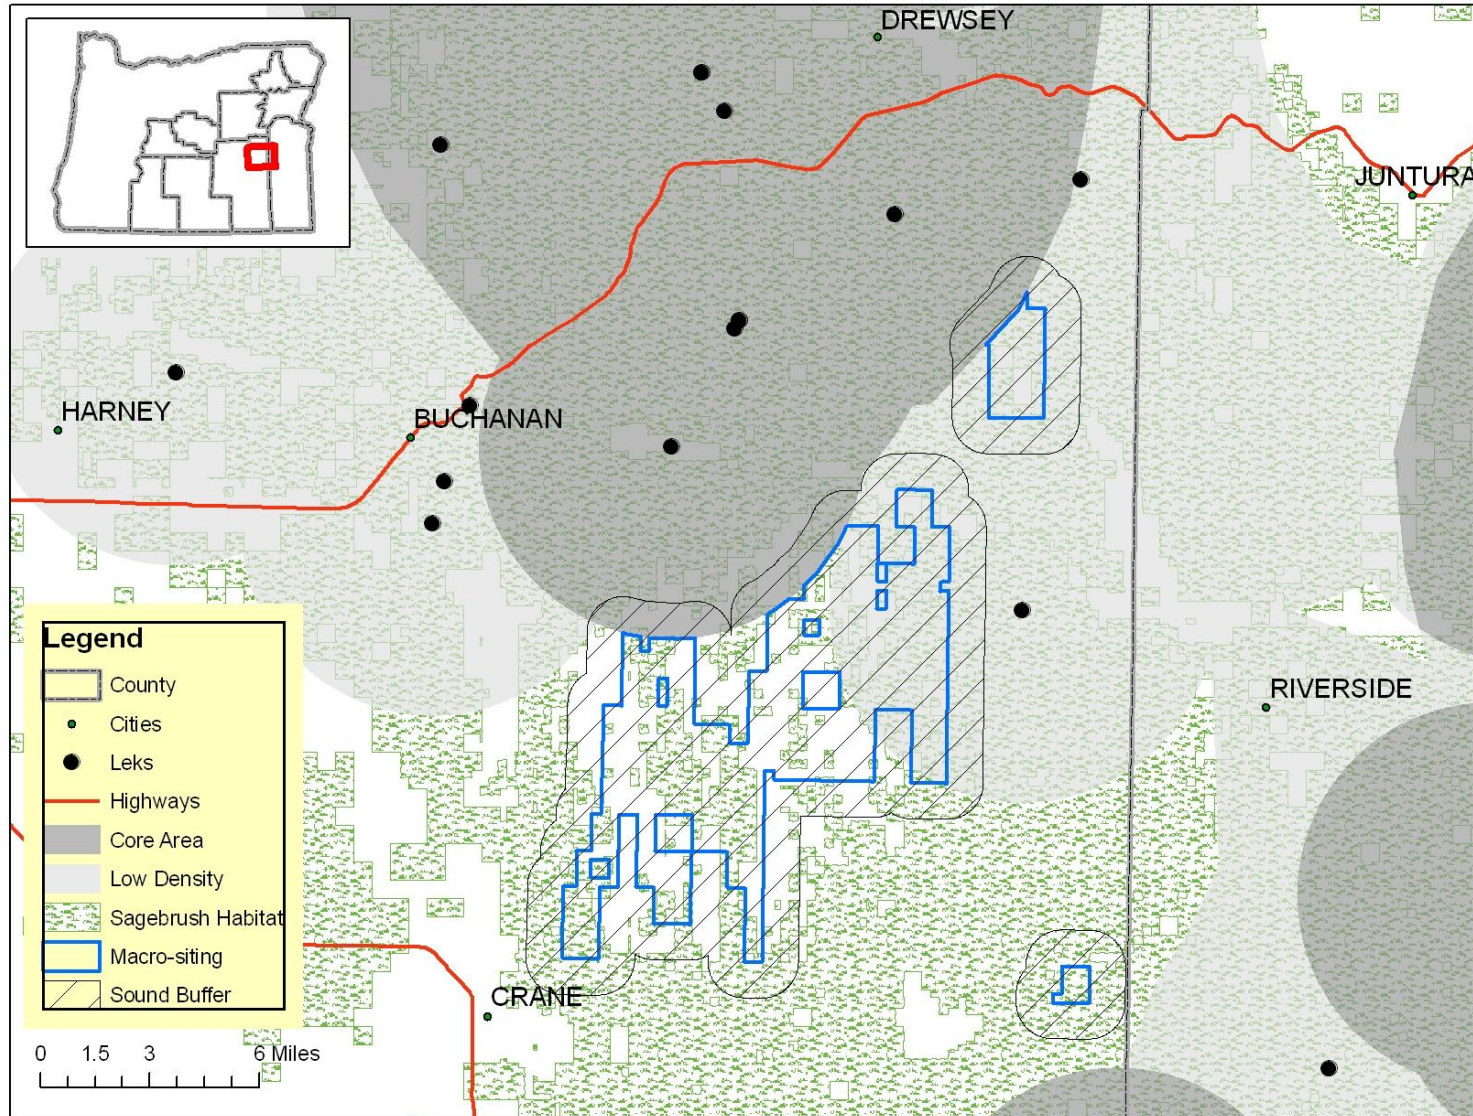 DREWSEY
JUNTURA
HARNEY
BUCHANAN
RIVERSIDE
CRANE
Legend
County
Cities
Leks
Highways
Core Area
Low Density
Sagebrush Habitat
Macro-siting
Sound Buffer
0 1.5 3 6 Miles